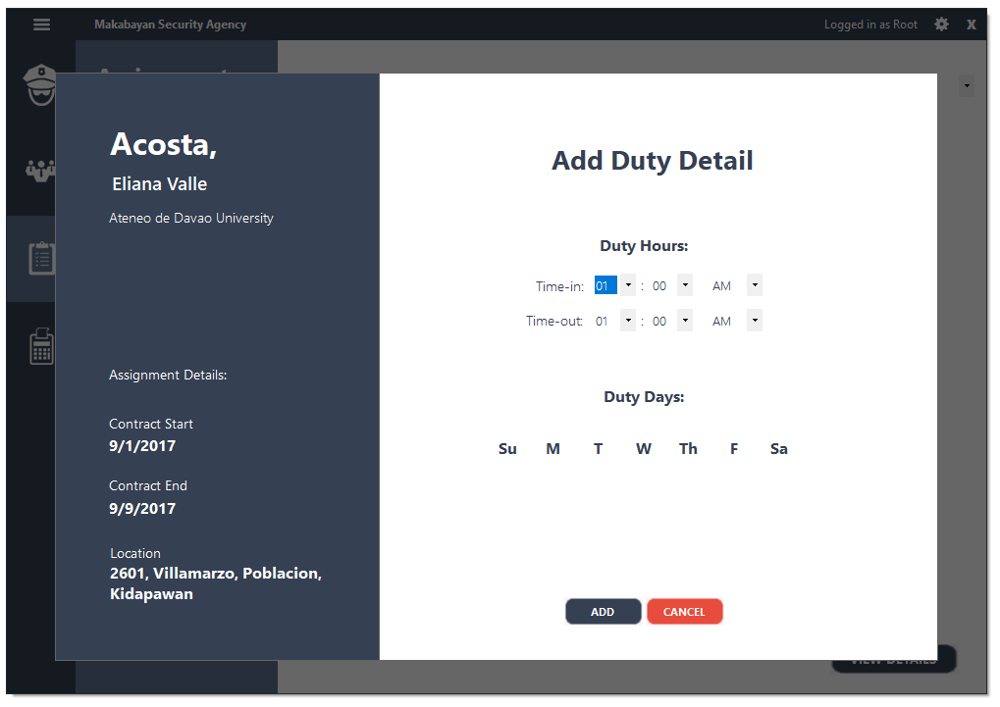 Makabayan Security Agency
Logged in as Root
X
Acosta,
Eliana Valle
Ateneo de Davao University
Assignment Details:
Contract Start
9/1/2017
Contract End
9/9/2017
Location
2601, Villamarzo, Poblacion,
Kidapawan
Add Duty Detail
Duty Hours:
Time-in: 01 : 00 AM
Time-out: 01 : 00 AM
Duty Days:
Su M T W Th F Sa
ADD CANCEL
VIEW DETAILS